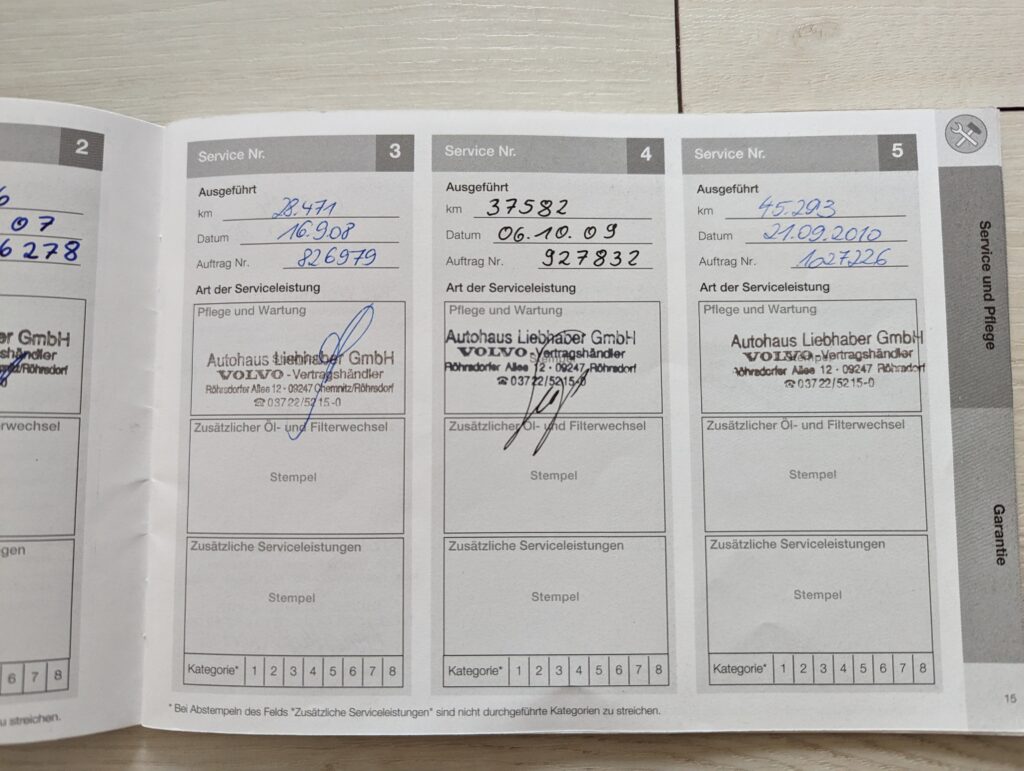 2
07
6278
er GmbH
shändler
mnitz/Röhrsdorf
rwechsel
gen
6 7 8
u streichen.
Service Nr. 3
Ausgeführt
km 28.471
Datum 16.9.08
Auftrag Nr. 826979
Art der Serviceleistung
Pflege und Wartung
Autohaus Liebhaber GmbH
VOLVO-Vertragshändler
Röhrsdorfer Allee 12 · 09247 Chemnitz/Röhrsdorf
☎ 03722/5215-0
Zusätzlicher Öl- und Filterwechsel
Stempel
Zusätzliche Serviceleistungen
Stempel
Kategorie* 1 2 3 4 5 6 7 8
Service Nr. 4
Ausgeführt
km 37582
Datum 06.10.09
Auftrag Nr. 927832
Art der Serviceleistung
Pflege und Wartung
Autohaus Liebhaber GmbH
VOLVO-Vertragshändler
Röhrsdorfer Allee 12 · 09247 Röhrsdorf
☎ 03722/5215-0
Zusätzlicher Öl- und Filterwechsel
Stempel
Zusätzliche Serviceleistungen
Stempel
Kategorie* 1 2 3 4 5 6 7 8
Service Nr. 5
Ausgeführt
km 45.293
Datum 21.09.2010
Auftrag Nr. 1027226
Art der Serviceleistung
Pflege und Wartung
Autohaus Liebhaber GmbH
VOLVO-Vertragshändler
Röhrsdorfer Allee 12 · 09247 Röhrsdorf
☎ 03722/5215-0
Zusätzlicher Öl- und Filterwechsel
Stempel
Zusätzliche Serviceleistungen
Stempel
Kategorie* 1 2 3 4 5 6 7 8
* Bei Abstempeln des Felds "Zusätzliche Serviceleistungen" sind nicht durchgeführte Kategorien zu streichen.
Service und Pflege
Garantie
15